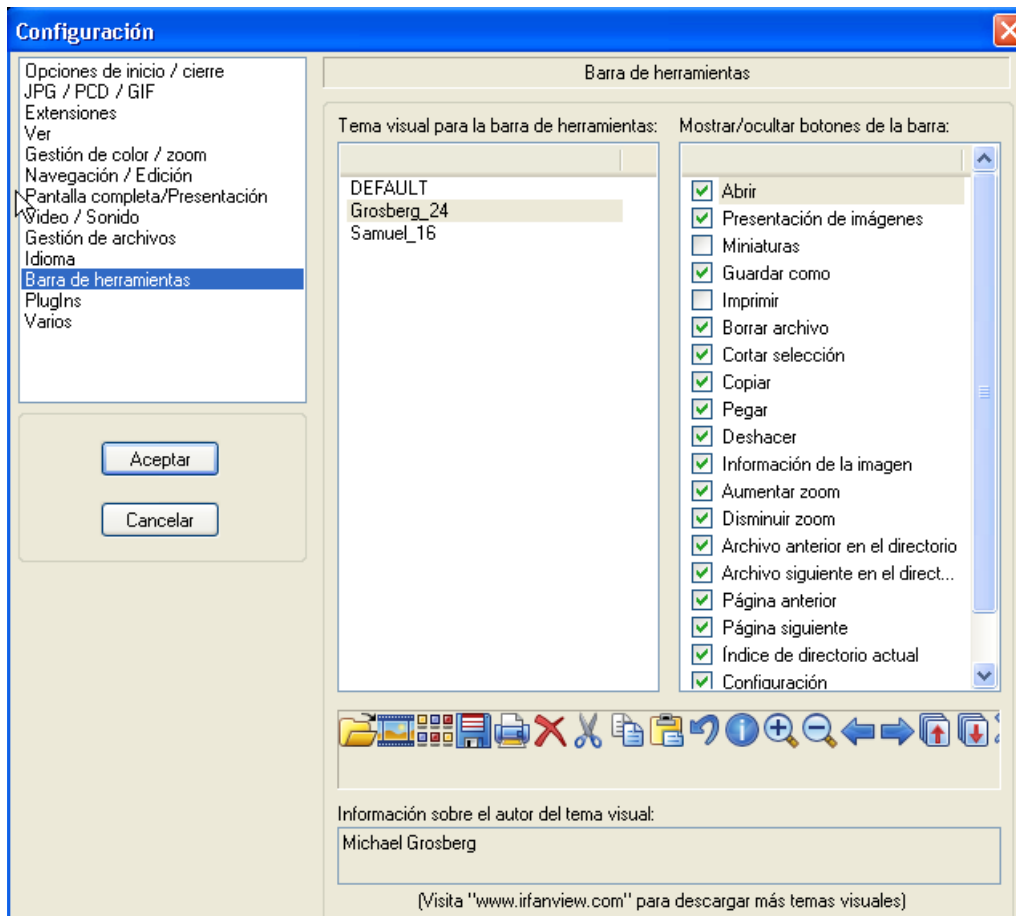 Configuración
Opciones de inicio / cierre
JPG / PCD / GIF
Extensiones
Ver
Gestión de color / zoom
Navegación / Edición
Pantalla completa/Presentación
Video / Sonido
Gestión de archivos
Idioma
Barra de herramientas
PlugIns
Varios
Aceptar
Cancelar
Barra de herramientas
Tema visual para la barra de herramientas:
DEFAULT
Grosberg_24
Samuel_16
Mostrar/ocultar botones de la barra:
Abrir
Presentación de imágenes
Miniaturas
Guardar como
Imprimir
Borrar archivo
Cortar selección
Copiar
Pegar
Deshacer
Información de la imagen
Aumentar zoom
Disminuir zoom
Archivo anterior en el directorio
Archivo siguiente en el direct...
Página anterior
Página siguiente
Índice de directorio actual
Configuración
Información sobre el autor del tema visual:
Michael Grosberg
(Visita "www.irfanview.com" para descargar más temas visuales)